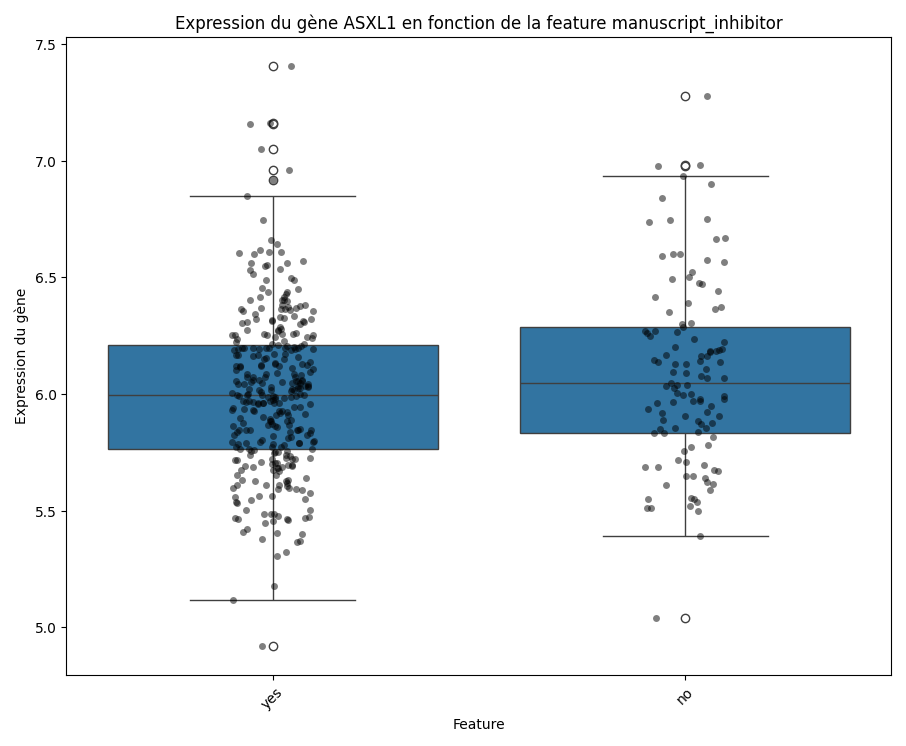 Expression du gène ASXL1 en fonction de la feature manuscript_inhibitor
7.5
7.0
6.5
6.0
5.5
5.0
Expression du gène
yes
no
Feature